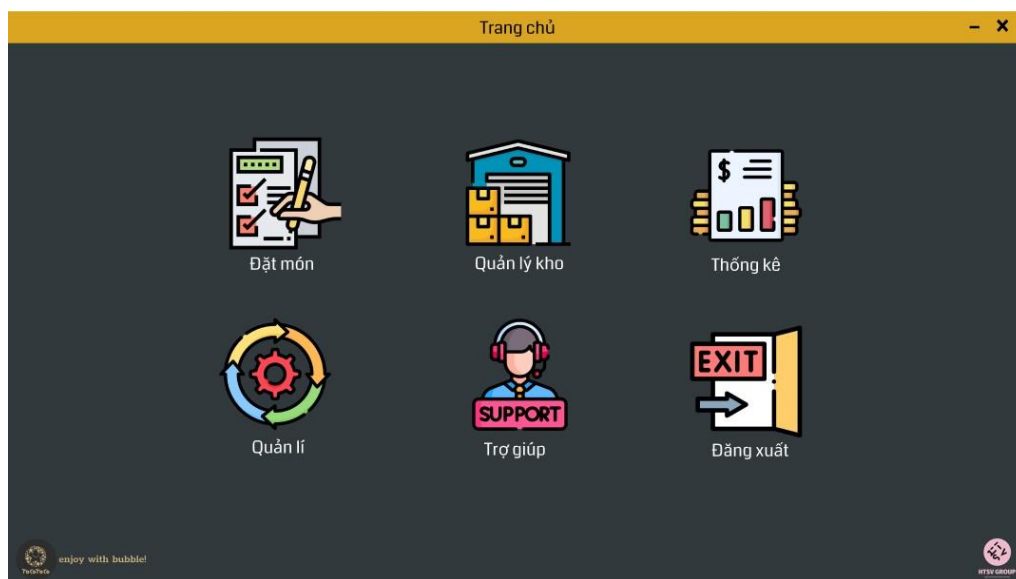 Trang chủ
Đặt món
Quản lý kho
$
Thống kê
Quản lí
SUPPORT
Trợ giúp
EXIT
Đăng xuất
ToCoToCo
enjoy with bubble!
HTSV GROUP